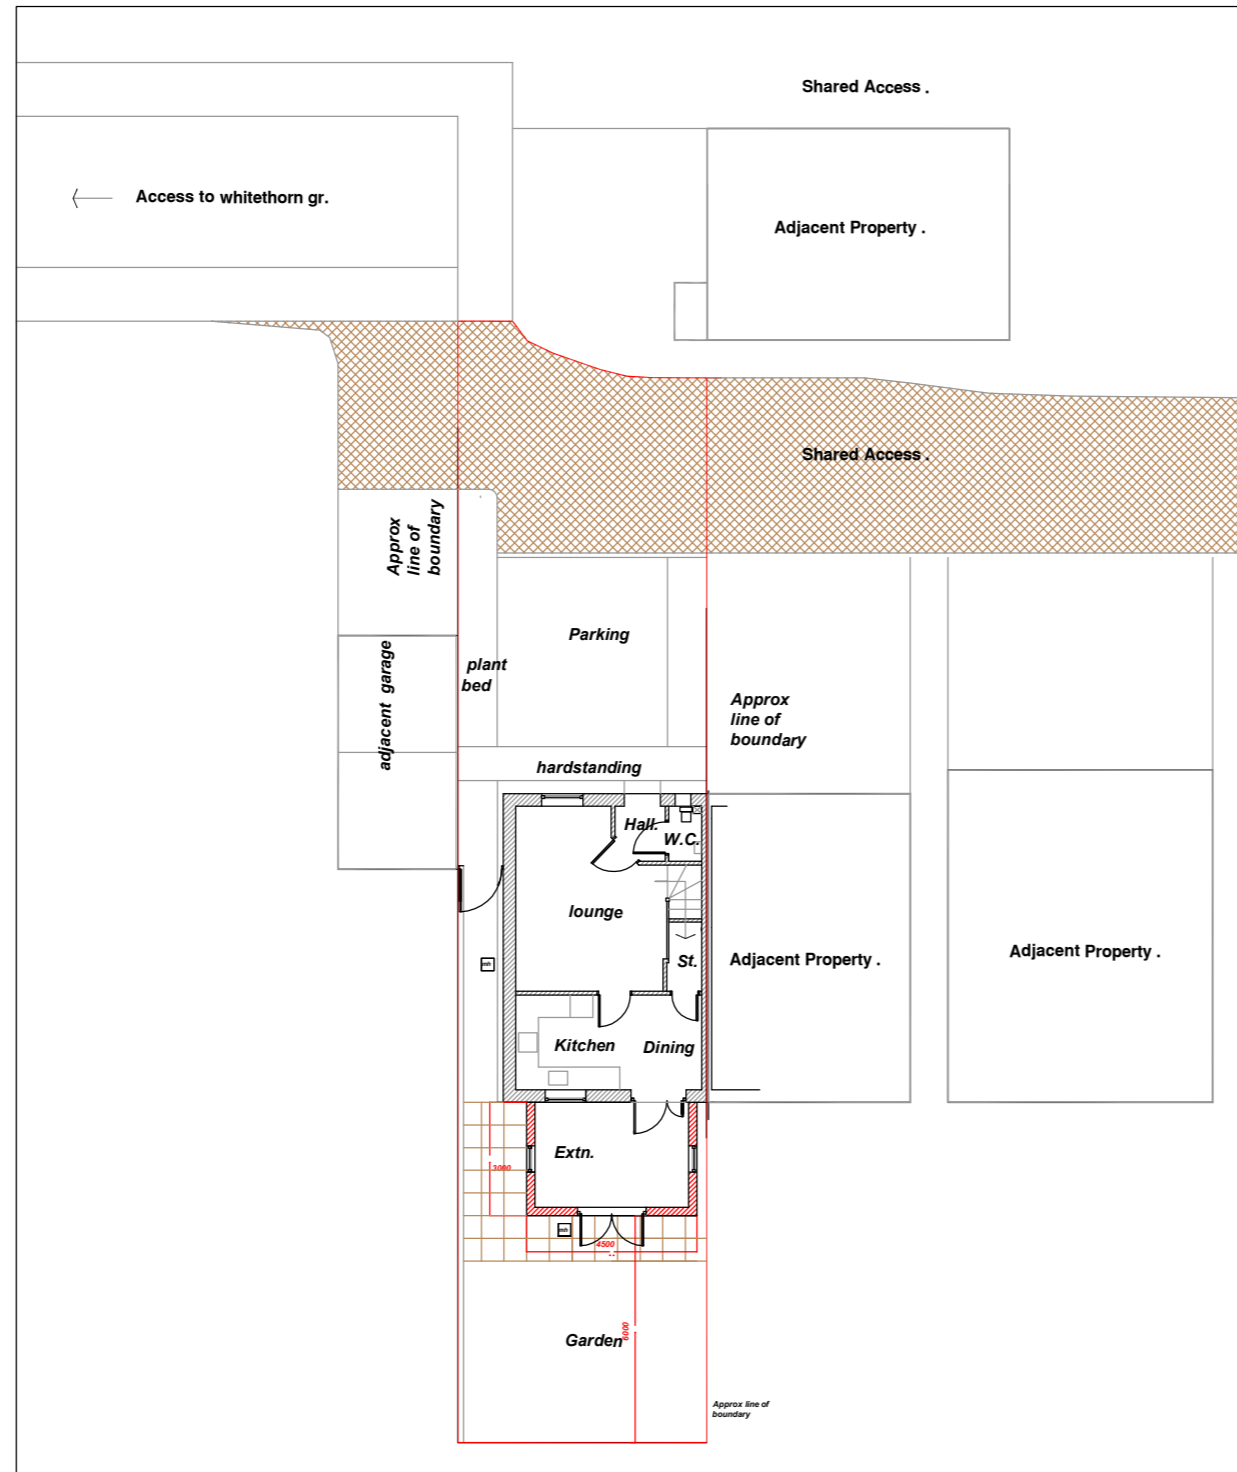 Shared Access .
Access to whitethorn gr.
Adjacent Property .
Shared Access .
Approx
line of
boundary
Parking
adjacent garage
plant
bed
Approx
line of
boundary
hardstanding
Hall.
W.C.
lounge
St.
Adjacent Property .
Adjacent Property .
mh
Kitchen
Dining
Extn.
3000
mh
4500
6000
Garden
Approx line of
boundary